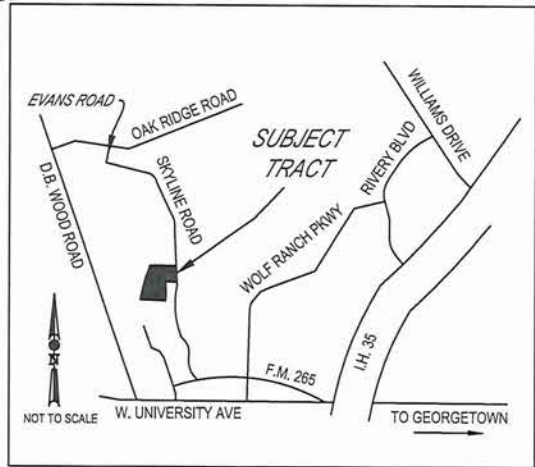 EVANS ROAD
OAK RIDGE ROAD
D.B. WOOD ROAD
SKYLINE ROAD
SUBJECT
TRACT
WOLF RANCH PKWY
RIVERY BLVD
WILLIAMS DRIVE
I.H. 35
F.M. 265
N
NOT TO SCALE
W. UNIVERSITY AVE
TO GEORGETOWN